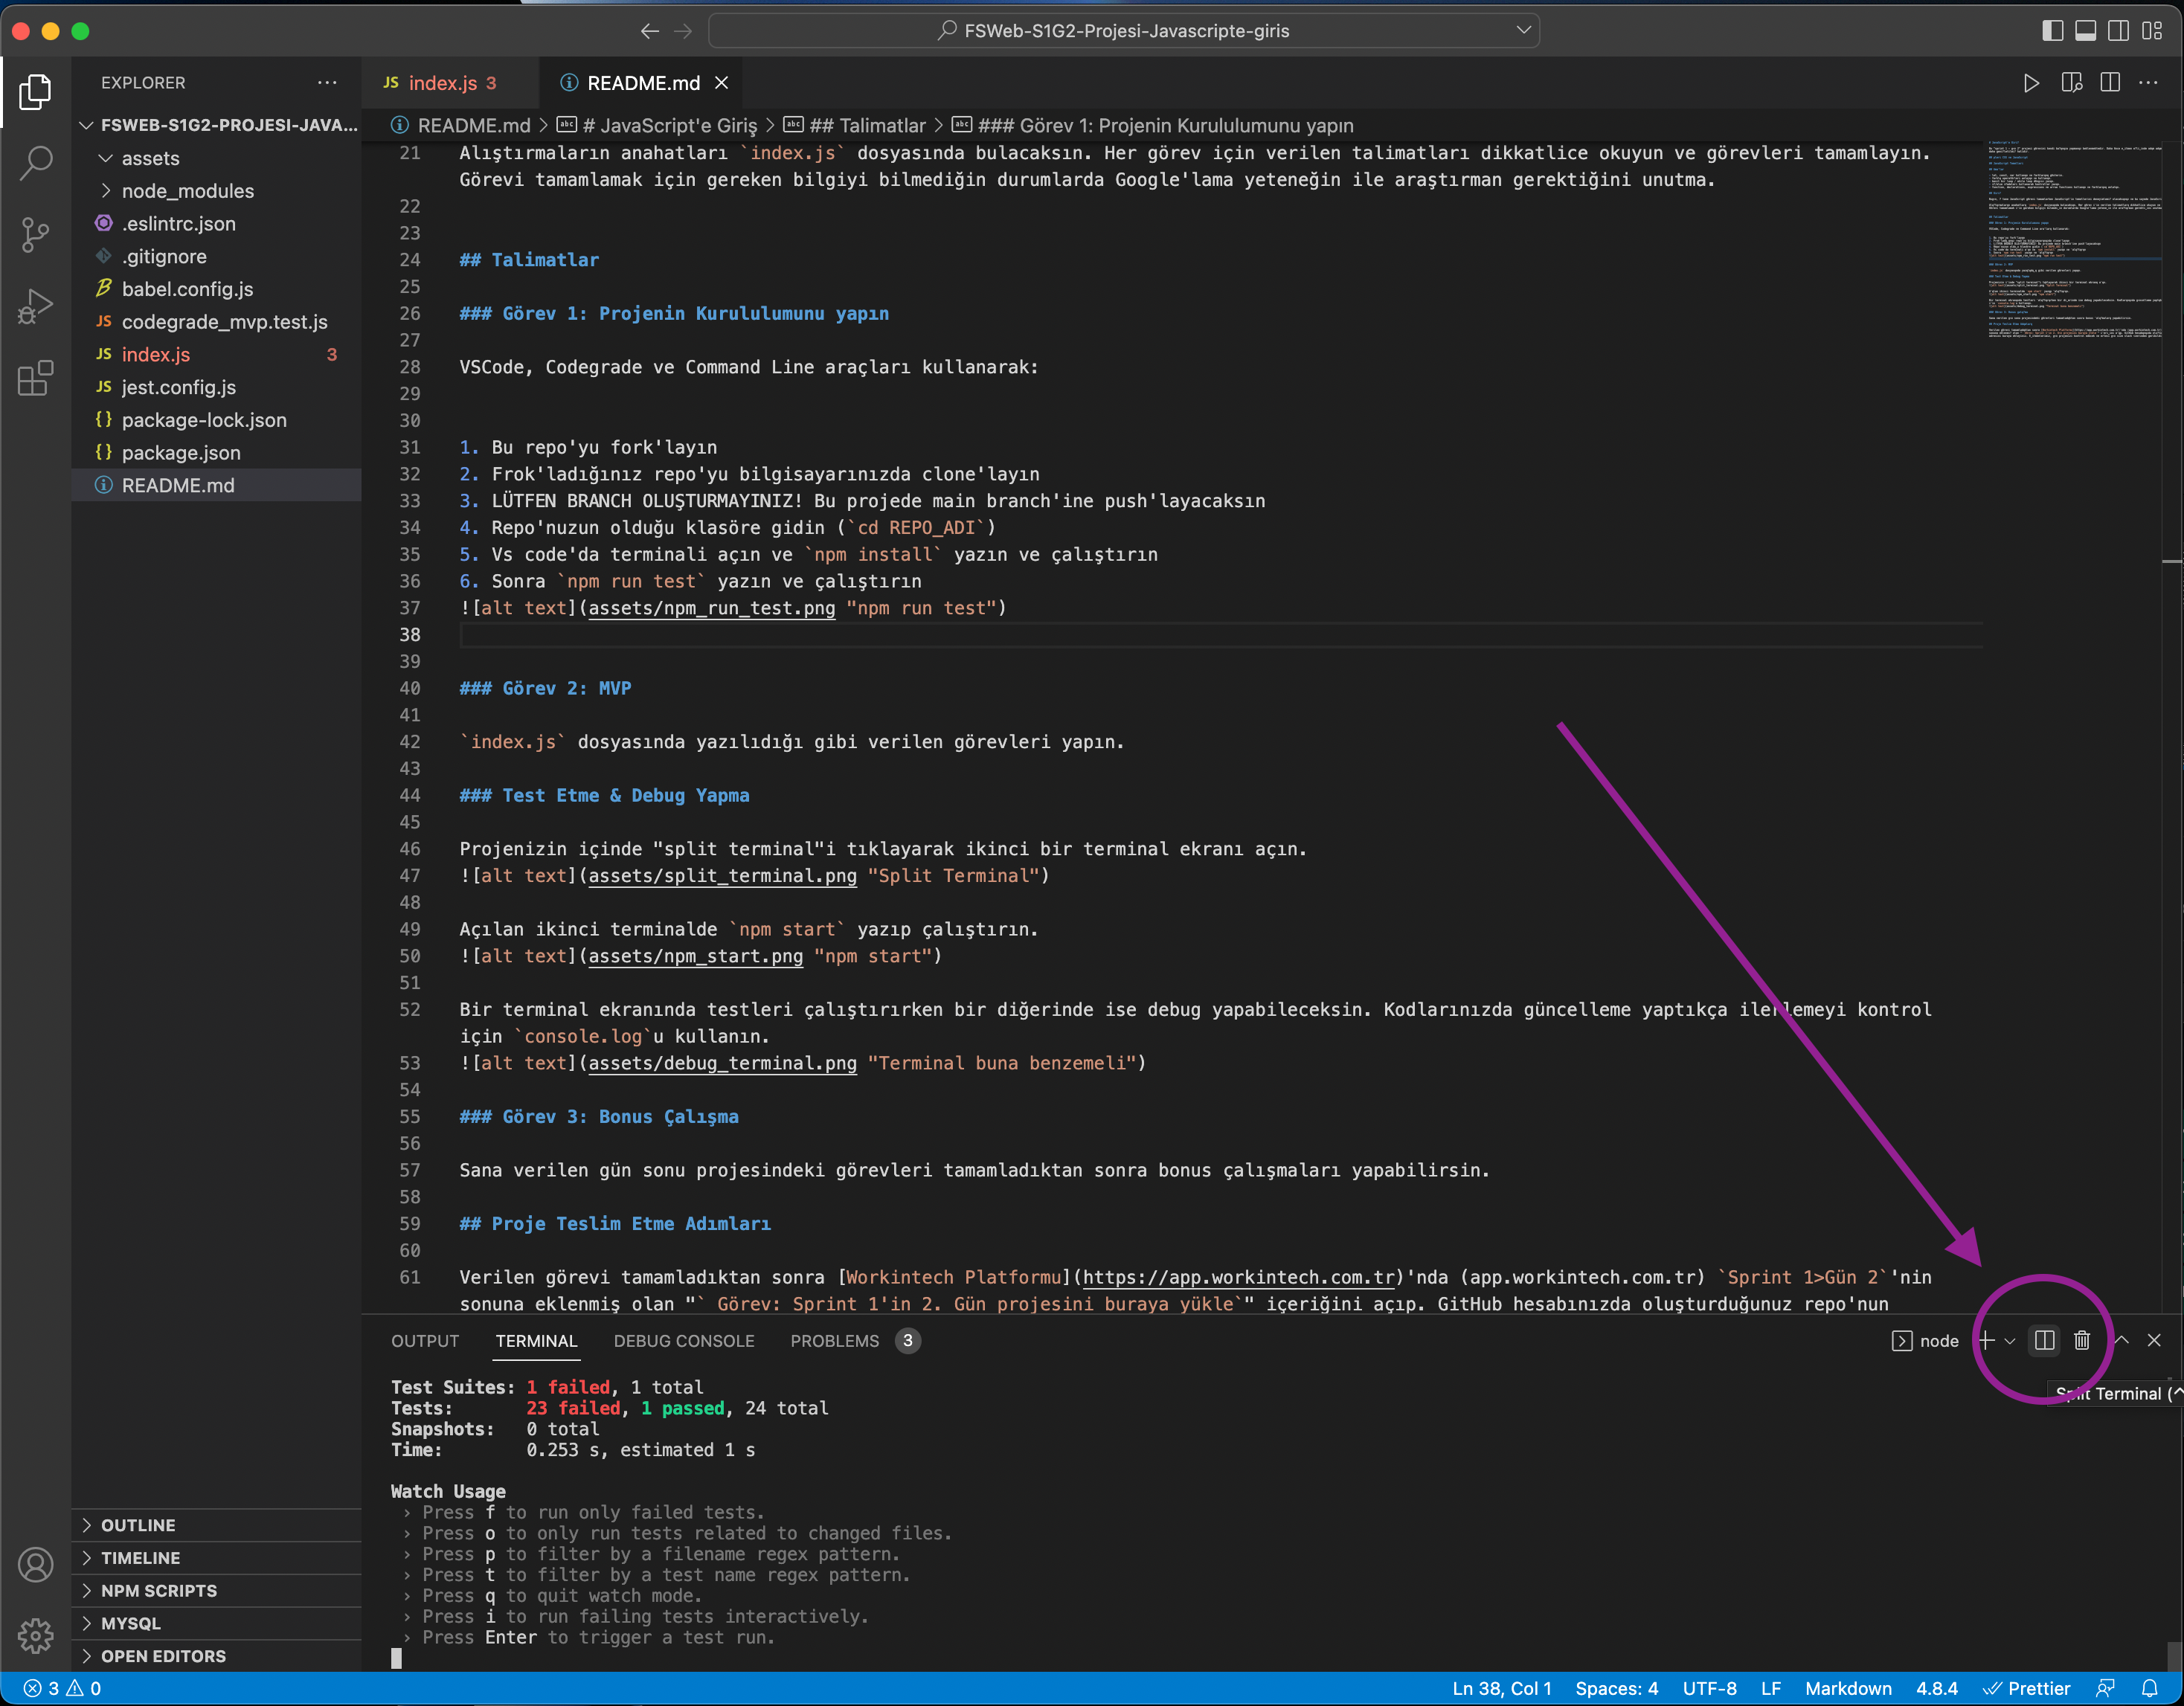 FSWeb-S1G2-Projesi-Javascripte-giris
EXPLORER
FSWEB-S1G2-PROJESI-JAVA...
assets
node_modules
.eslintrc.json
.gitignore
babel.config.js
JS codegrade_mvp.test.js
JS index.js 3
JS jest.config.js
{} package-lock.json
{} package.json
README.md
OUTLINE
TIMELINE
NPM SCRIPTS
MYSQL
OPEN EDITORS
JS index.js 3 README.md
README.md > # JavaScript'e Giriş > ## Talimatlar > ### Görev 1: Projenin Kurululumunu yapın
21 Alıştırmaların anahatları `index.js` dosyasında bulacaksın. Her görev için verilen talimatları dikkatlice okuyun ve görevleri tamamlayın.
Görevi tamamlamak için gereken bilgiyi bilmediğin durumlarda Google'lama yeteneğin ile araştırman gerektiğini unutma.
22
23
24 ## Talimatlar
25
26 ### Görev 1: Projenin Kurululumunu yapın
27
28 VSCode, Codegrade ve Command Line araçları kullanarak:
29
30
31 1. Bu repo'yu fork'layın
32 2. Frok'ladığınız repo'yu bilgisayarınızda clone'layın
33 3. LÜTFEN BRANCH OLUŞTURMAYINIZ! Bu projede main branch'ine push'layacaksın
34 4. Repo'nuzun olduğu klasöre gidin (`cd REPO_ADI`)
35 5. Vs code'da terminali açın ve `npm install` yazın ve çalıştırın
36 6. Sonra `npm run test` yazın ve çalıştırın
37 ![alt text](assets/npm_run_test.png "npm run test")
38
39
40 ### Görev 2: MVP
41
42 `index.js` dosyasında yazılıdığı gibi verilen görevleri yapın.
43
44 ### Test Etme & Debug Yapma
45
46 Projenizin içinde "split terminal"i tıklayarak ikinci bir terminal ekranı açın.
47 ![alt text](assets/split_terminal.png "Split Terminal")
48
49 Açılan ikinci terminalde `npm start` yazıp çalıştırın.
50 ![alt text](assets/npm_start.png "npm start")
51
52 Bir terminal ekranında testleri çalıştırırken bir diğerinde ise debug yapabileceksin. Kodlarınızda güncelleme yaptıkça ilerlemeyi kontrol
için `console.log`u kullanın.
53 ![alt text](assets/debug_terminal.png "Terminal buna benzemeli")
54
55 ### Görev 3: Bonus Çalışma
56
57 Sana verilen gün sonu projesindeki görevleri tamamladıktan sonra bonus çalışmaları yapabilirsin.
58
59 ## Proje Teslim Etme Adımları
60
61 Verilen görevi tamamladıktan sonra [Workintech Platformu](https://app.workintech.com.tr)'nda (app.workintech.com.tr) `Sprint 1>Gün 2`'nin
sonuna eklenmiş olan "` Görev: Sprint 1'in 2. Gün projesini buraya yükle`" içeriğini açıp. GitHub hesabınızda oluşturduğunuz repo'nun
OUTPUT TERMINAL DEBUG CONSOLE PROBLEMS 3 node
Split Terminal (^
Test Suites: 1 failed, 1 total
Tests: 23 failed, 1 passed, 24 total
Snapshots: 0 total
Time: 0.253 s, estimated 1 s
Watch Usage
› Press f to run only failed tests.
› Press o to only run tests related to changed files.
› Press p to filter by a filename regex pattern.
› Press t to filter by a test name regex pattern.
› Press q to quit watch mode.
› Press i to run failing tests interactively.
› Press Enter to trigger a test run.
3 0 Ln 38, Col 1 Spaces: 4 UTF-8 LF Markdown 4.8.4 Prettier